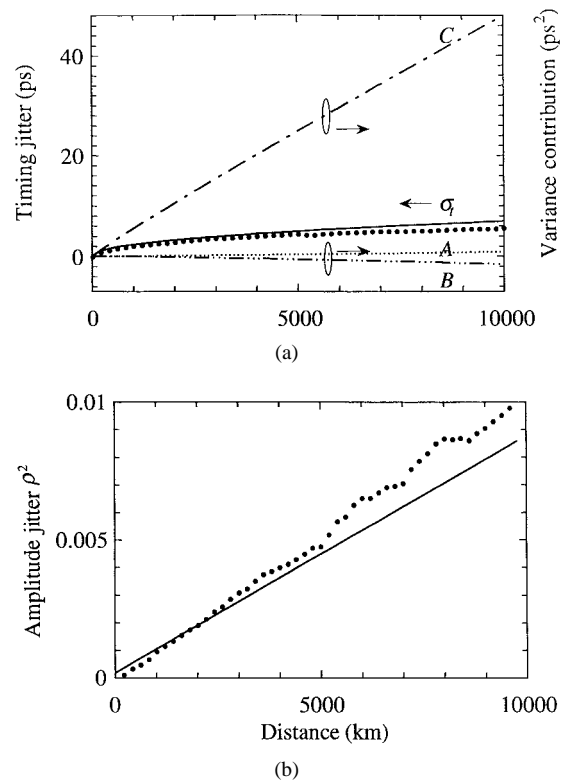 C
40
20
0
Timing jitter (ps)
Variance contribution (ps²)
σₜ
A
B
0 5000 10000
(a)
0.01
0.005
0
Amplitude jitter ρ²
0 5000 10000
Distance (km)
(b)